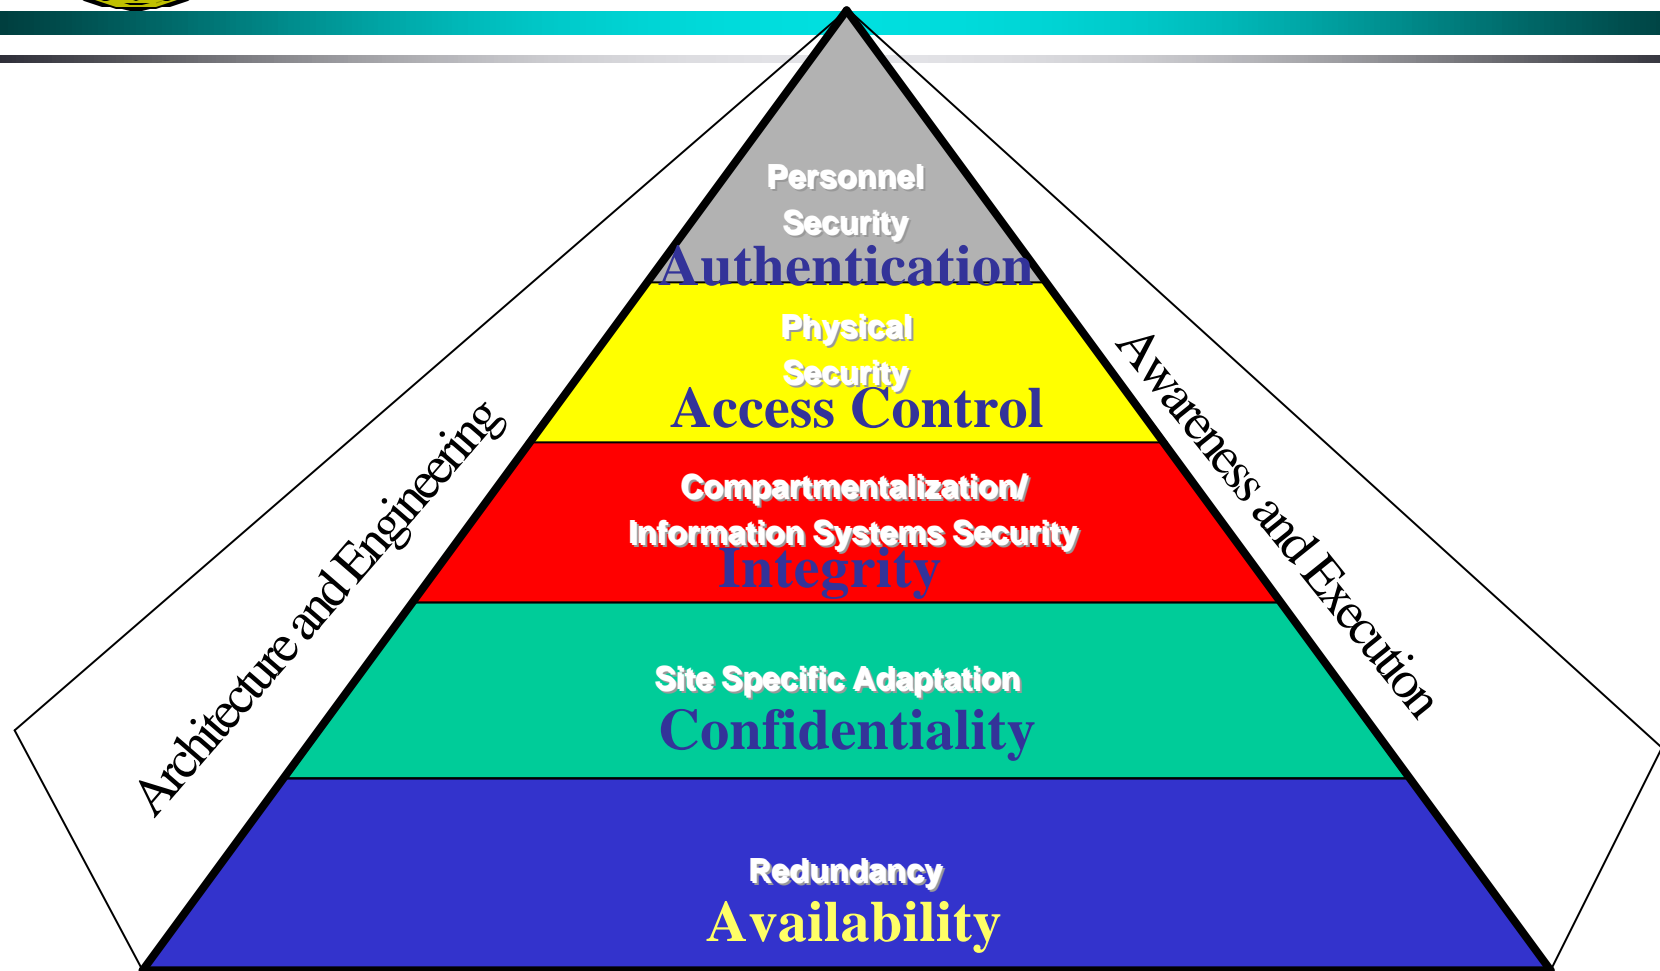 Personnel
Security
Authentication
Physical
Security
Access Control
Compartmentalization/
Information Systems Security
Integrity
Site Specific Adaptation
Confidentiality
Redundancy
Availability
Architecture and Engineering
Awareness and Execution